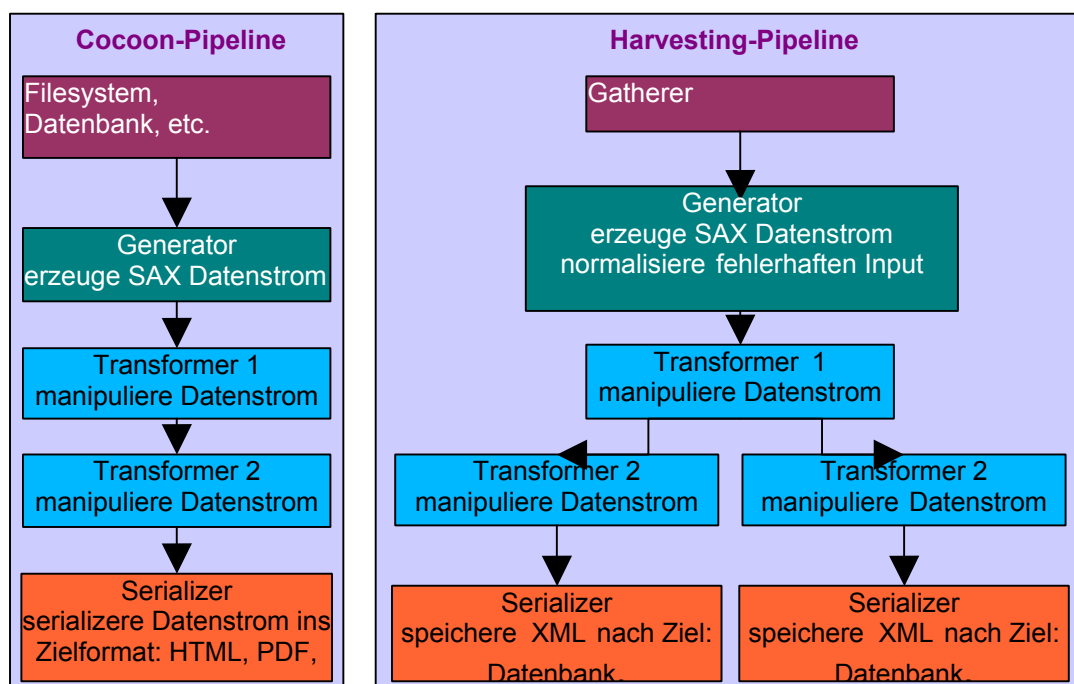 Cocoon-Pipeline
Filesystem,
Datenbank, etc.
Generator
erzeuge SAX Datenstrom
Transformer 1
manipuliere Datenstrom
Transformer 2
manipuliere Datenstrom
Serializer
serializere Datenstrom ins
Zielformat: HTML, PDF,
Harvesting-Pipeline
Gatherer
Generator
erzeuge SAX Datenstrom
normalisiere fehlerhaften Input
Transformer 1
manipuliere Datenstrom
Transformer 2
manipuliere Datenstrom
Transformer 2
manipuliere Datenstrom
Serializer
speichere XML nach Ziel:
Datenbank,
Serializer
speichere XML nach Ziel:
Datenbank,